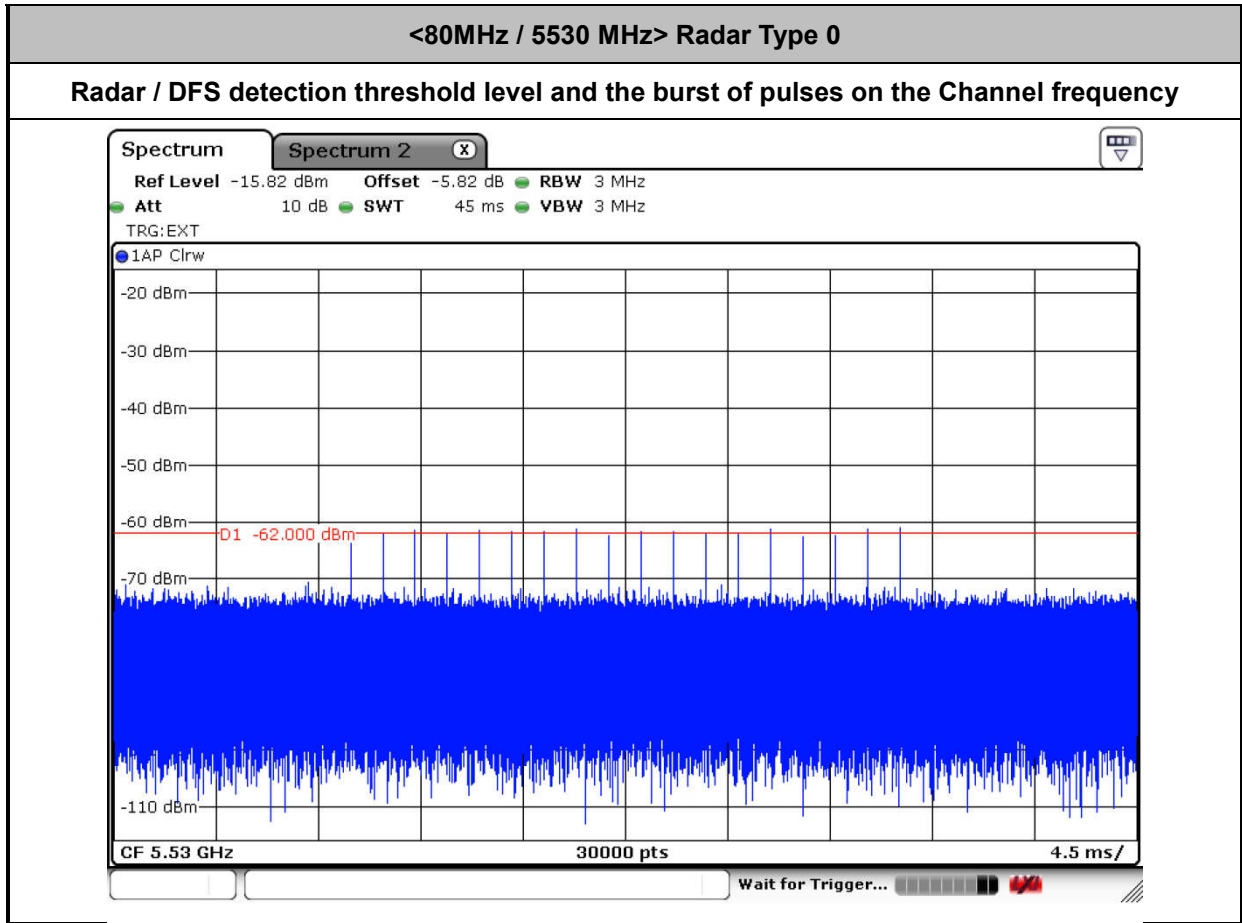 <80MHz / 5530 MHz> Radar Type 0
Radar / DFS detection threshold level and the burst of pulses on the Channel frequency
Spectrum Spectrum 2 X
Ref Level -15.82 dBm Offset -5.82 dB RBW 3 MHz
Att 10 dB SWT 45 ms VBW 3 MHz
TRG:EXT
1AP Clrw
-20 dBm
-30 dBm
-40 dBm
-50 dBm
-60 dBm
D1 -62.000 dBm
-70 dBm
-110 dBm
CF 5.53 GHz 30000 pts 4.5 ms/
Wait for Trigger... LXI